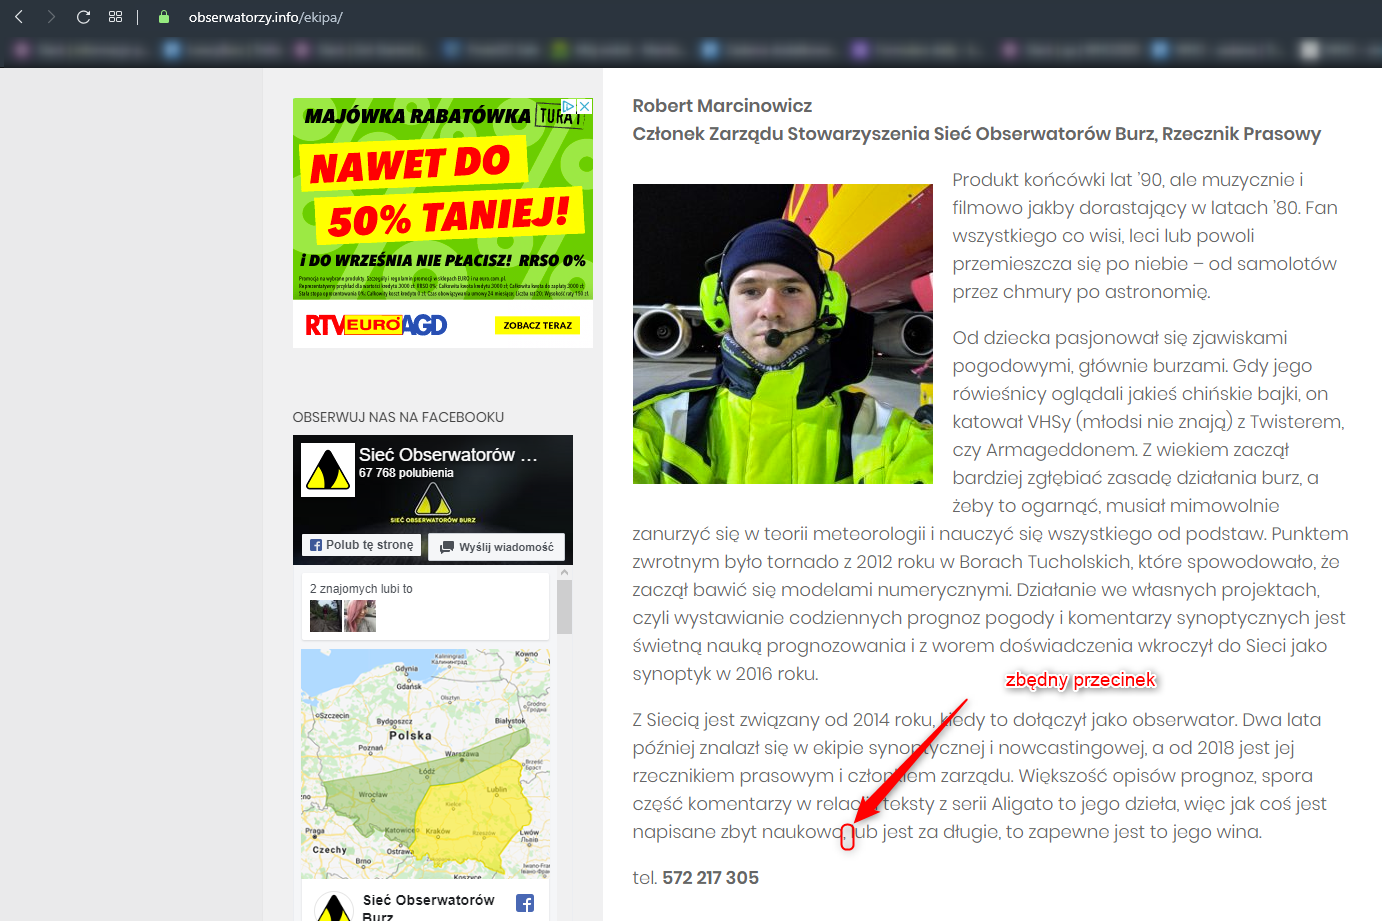 obserwatorzy.info/ekipa/
MAJÓWKA RABATÓWKA
TURA 1
NAWET DO
50% TANIEJ!
i DO WRZEŚNIA NIE PŁACISZ! RRSO 0%
RTV EURO AGD
ZOBACZ TERAZ
OBSERWUJ NAS NA FACEBOOKU
Sieć Obserwatorów ...
67 768 polubienia
SIEĆ OBSERWATORÓW BURZ
Polub tę stronę
Wyślij wiadomość
2 znajomych lubi to
Kaliningrad
Калининград
Kowno
Gdynia
Gdańsk
Olsztyn
Grodno
Гродно
Szczecin
Bydgoszcz
Białystok
Polska
Poznań
Warszawa
Brześć
Брэст
Łódź
Wrocław
Lublin
Kielce
Praga
Praha
Katowice
Kraków
Lwów
Львів
Czechy
Brno
Ostrawa
Koszyce
Sieć Obserwatorów
Burz
Robert Marcinowicz
Członek Zarządu Stowarzyszenia Sieć Obserwatorów Burz, Rzecznik Prasowy
Produkt końcówki lat ’90, ale muzycznie i
filmowo jakby dorastający w latach ’80. Fan
wszystkiego co wisi, leci lub powoli
przemieszcza się po niebie – od samolotów
przez chmury po astronomię.
Od dziecka pasjonował się zjawiskami
pogodowymi, głównie burzami. Gdy jego
rówieśnicy oglądali jakieś chińskie bajki, on
katował VHSy (młodsi nie znają) z Twisterem,
czy Armageddonem. Z wiekiem zaczął
bardziej zgłębiać zasadę działania burz, a
żeby to ogarnąć, musiał mimowolnie
zanurzyć się w teorii meteorologii i nauczyć się wszystkiego od podstaw. Punktem
zwrotnym było tornado z 2012 roku w Borach Tucholskich, które spowodowało, że
zaczął bawić się modelami numerycznymi. Działanie we własnych projektach,
czyli wystawianie codziennych prognoz pogody i komentarzy synoptycznych jest
świetną nauką prognozowania i z worem doświadczenia wkroczył do Sieci jako
synoptyk w 2016 roku.
zbędny przecinek
Z Siecią jest związany od 2014 roku, kiedy to dołączył jako obserwator. Dwa lata
później znalazł się w ekipie synoptycznej i nowcastingowej, a od 2018 jest jej
rzecznikiem prasowym i członkiem zarządu. Większość opisów prognoz, spora
część komentarzy w relacji, teksty z serii Aligato to jego dzieła, więc jak coś jest
napisane zbyt naukowo, lub jest za długie, to zapewne jest to jego wina.
tel. 572 217 305